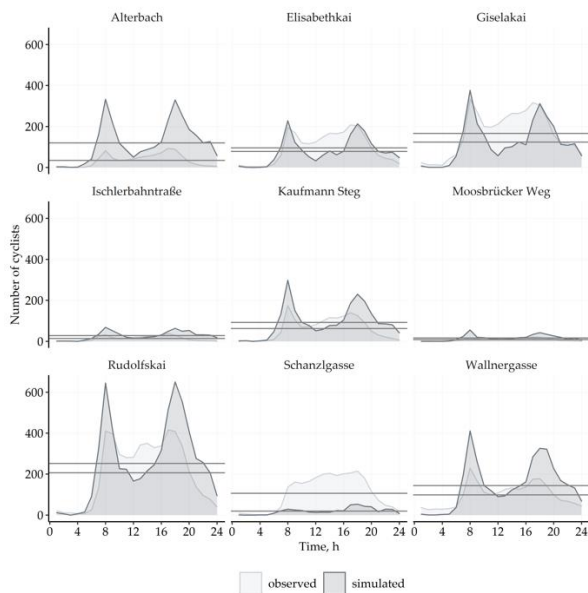 Alterbach
Elisabethkai
Giselakai
600
400
200
0
Ischlerbahntraße
Kaufmann Steg
Moosbrücker Weg
600
400
200
0
Number of cyclists
Rudolfskai
Schanzlgasse
Wallnergasse
600
400
200
0
0 4 8 12 16 20 24 0 4 8 12 16 20 24 0 4 8 12 16 20 24
Time, h
observed simulated